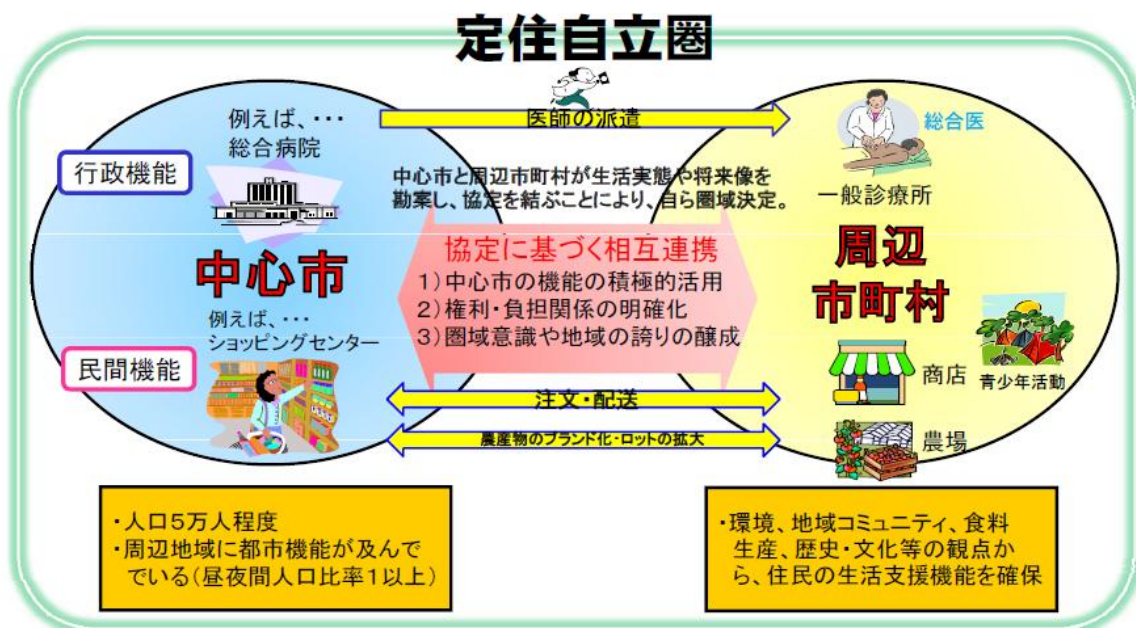 定住自立圏
例えば、・・・
総合病院
行政機能
中心市
例えば、・・・
ショッピングセンター
民間機能
医師の派遣
中心市と周辺市町村が生活実態や将来像を
勘案し、協定を結ぶことにより、自ら圏域決定。
協定に基づく相互連携
1)中心市の機能の積極的活用
2)権利・負担関係の明確化
3)圏域意識や地域の誇りの醸成
注文・配送
農産物のブランド化・ロットの拡大
総合医
一般診療所
周辺
市町村
商店
青少年活動
農場
・人口5万人程度
・周辺地域に都市機能が及んで
でいる(昼夜間人口比率1以上)
・環境、地域コミュニティ、食料
生産、歴史・文化等の観点か
ら、住民の生活支援機能を確保